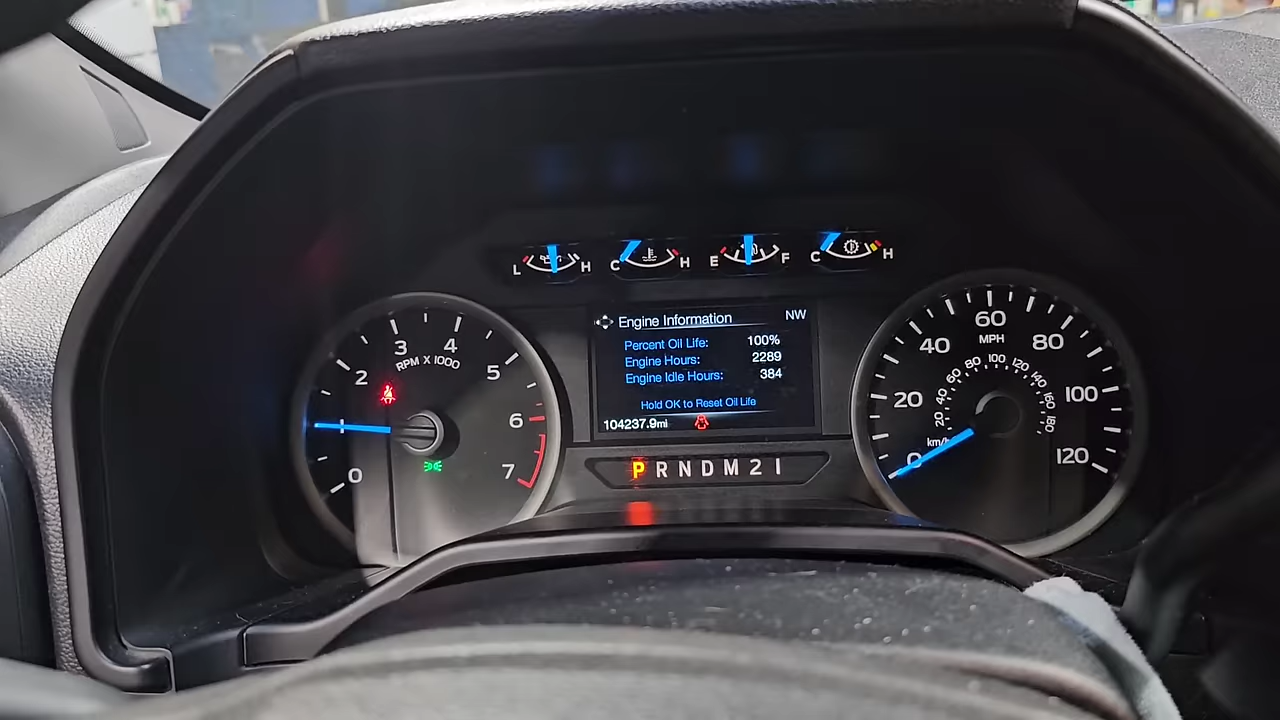 L H C H E F C H
Engine Information NW
Percent Oil Life: 100%
Engine Hours: 2289
Engine Idle Hours: 384
Hold OK to Reset Oil Life
104237.9mi
P R N D M 2 1
0 1 2 3 4 5 6 7
RPM X 1000
0 20 40 60 80 100 120
MPH
20 40 60 80 100 120 140 160 180
km/h